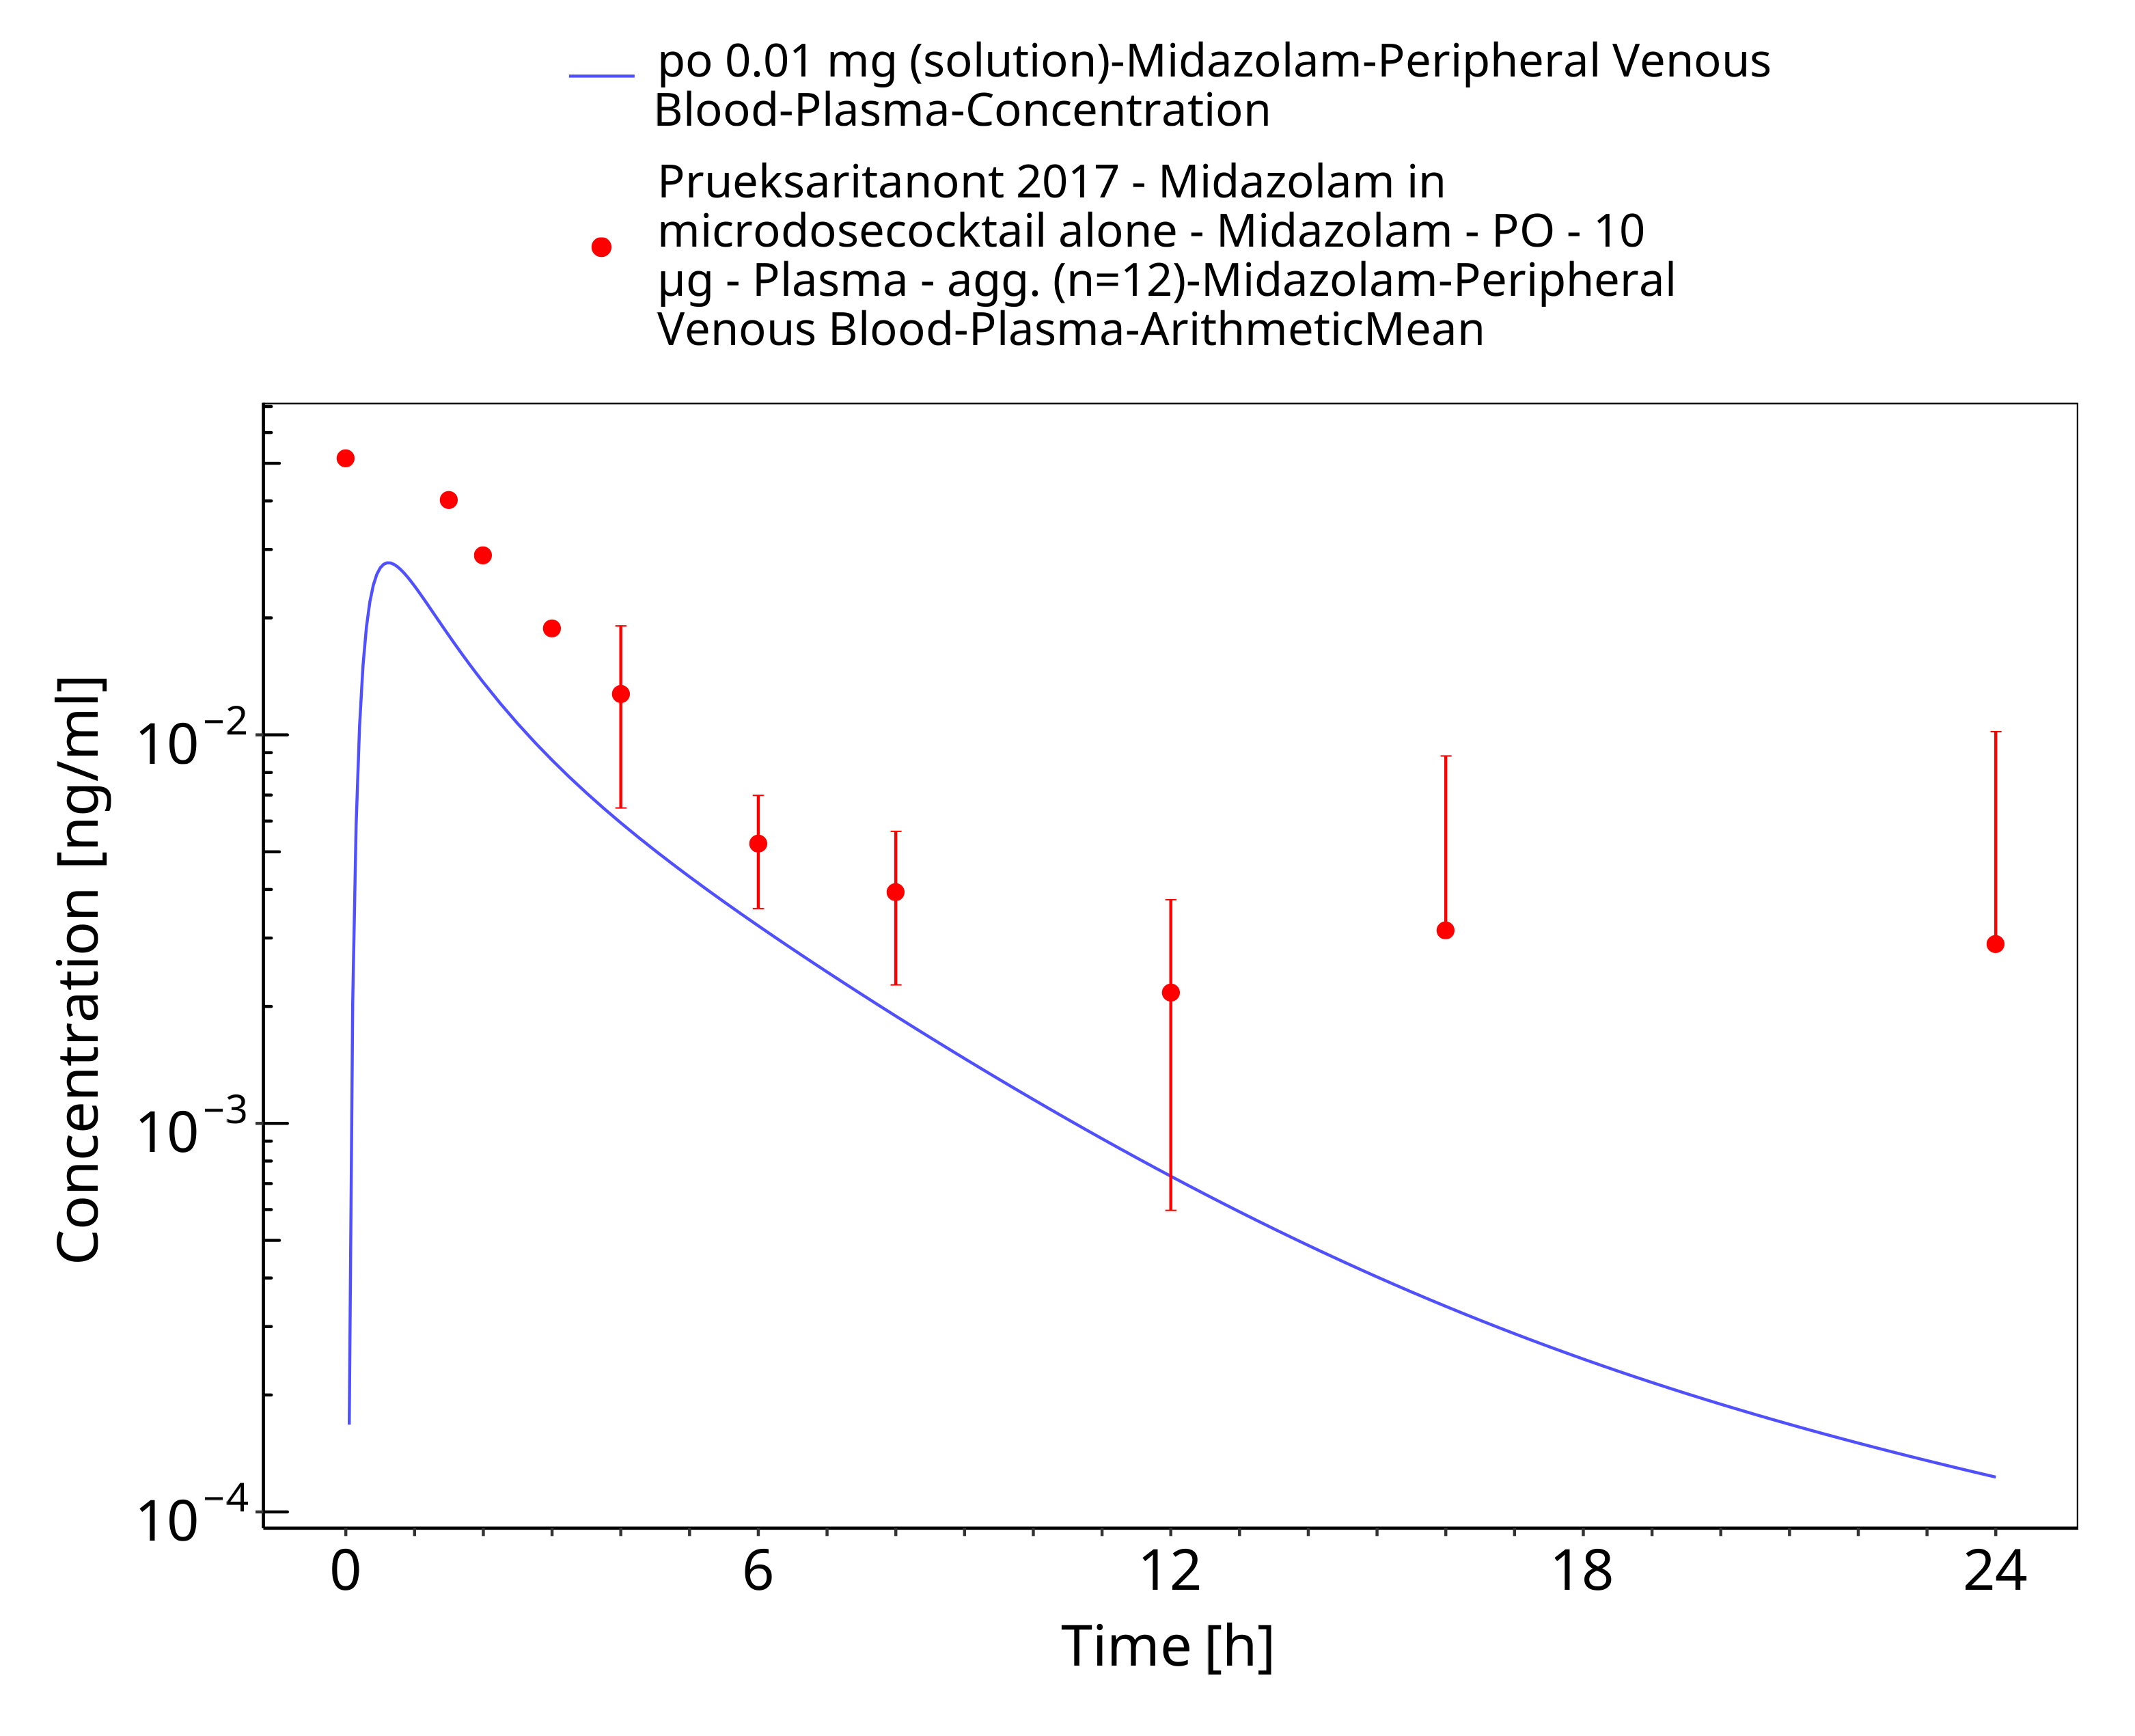 po 0.01 mg (solution)-Midazolam-Peripheral Venous
Blood-Plasma-Concentration
Prueksaritanont 2017 - Midazolam in
microdosecocktail alone - Midazolam - PO - 10
µg - Plasma - agg. (n=12)-Midazolam-Peripheral
Venous Blood-Plasma-ArithmeticMean
Concentration [ng/ml]
10−2
10−3
10−4
0 6 12 18 24
Time [h]